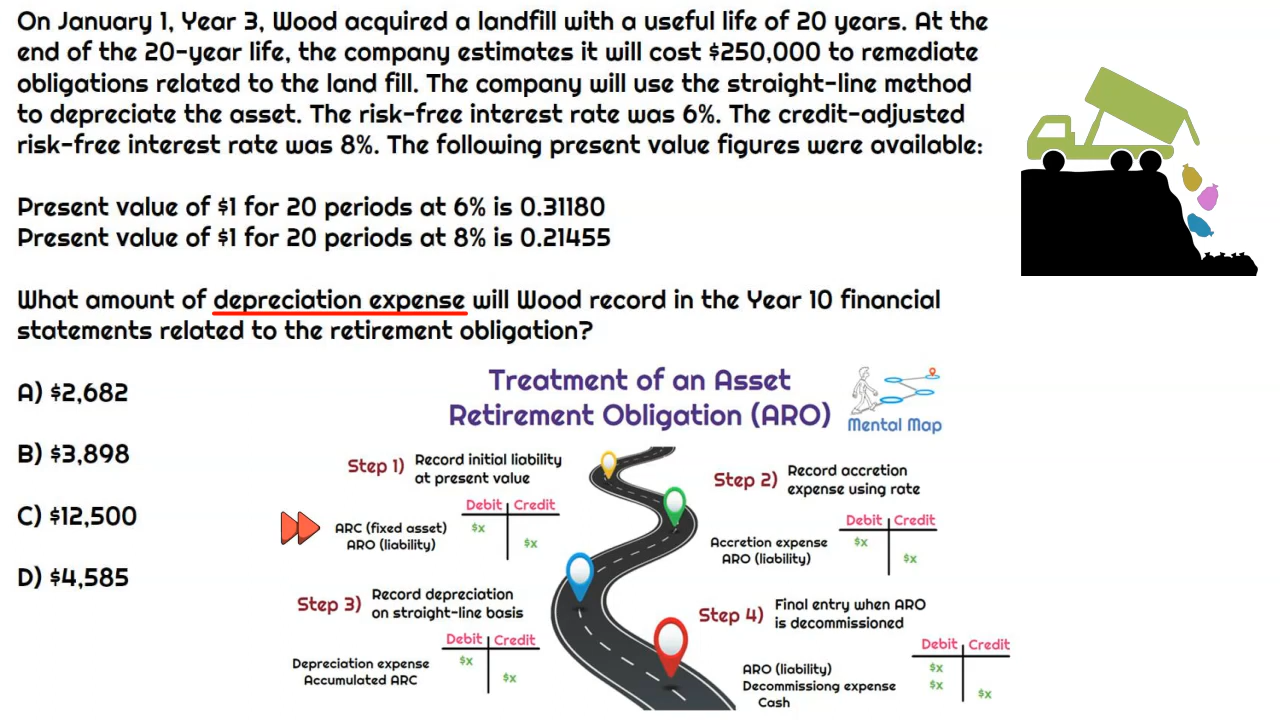 On January 1, Year 3, Wood acquired a landfill with a useful life of 20 years. At the
end of the 20-year life, the company estimates it will cost $250,000 to remediate
obligations related to the land fill. The company will use the straight-line method
to depreciate the asset. The risk-free interest rate was 6%. The credit-adjusted
risk-free interest rate was 8%. The following present value figures were available:
Present value of $1 for 20 periods at 6% is 0.31180
Present value of $1 for 20 periods at 8% is 0.21455
What amount of depreciation expense will Wood record in the Year 10 financial
statements related to the retirement obligation?
A) $2,682
B) $3,898
C) $12,500
D) $4,585
Treatment of an Asset
Retirement Obligation (ARO)
Mental Map
Step 1)
Record initial liability
at present value
Debit Credit
ARC (fixed asset) $x
ARO (liability) $x
Step 2)
Record accretion
expense using rate
Debit Credit
Accretion expense $x
ARO (liability) $x
Step 3)
Record depreciation
on straight-line basis
Debit Credit
Depreciation expense $x
Accumulated ARC $x
Step 4)
Final entry when ARO
is decommissioned
Debit Credit
ARO (liability) $x
Decommissiong expense $x
Cash $x